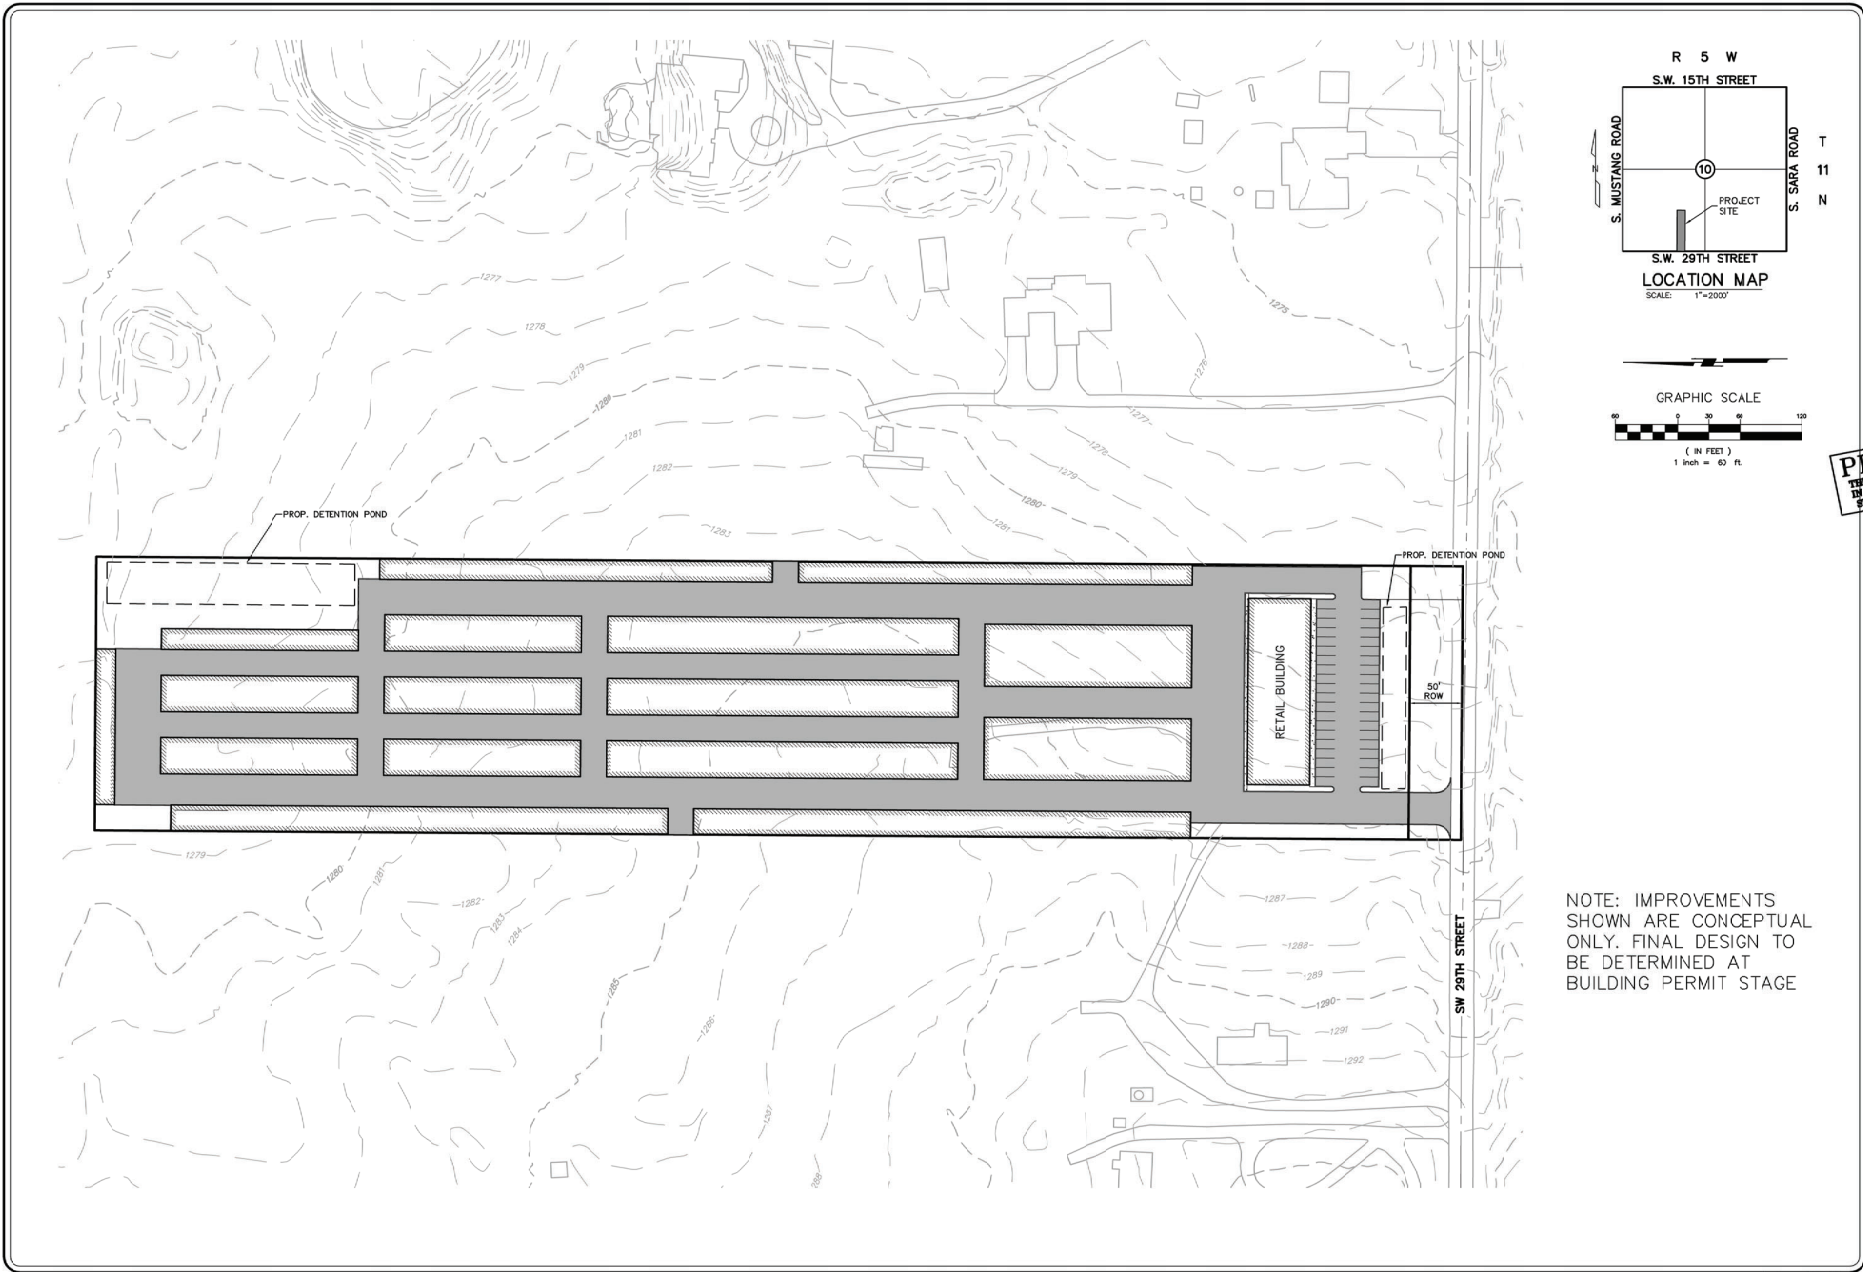 R 5 W
S.W. 15TH STREET
S. MUSTANG ROAD
N
10
S. SARA ROAD
T
11
N
PROJECT
SITE
S.W. 29TH STREET
LOCATION MAP
SCALE: 1"=2000'
GRAPHIC SCALE
60 0 30 60 120
( IN FEET )
1 inch = 60 ft.
1277
1278
1279
1280
1281
1282
1283
1275
1276
1277
1278
1279
1280
1281
PROP. DETENTION POND
PROP. DETENTION POND
RETAIL BUILDING
50'
ROW
1279
1280
1281
1282
1283
1284
1285
1286
1287
1288
1287
1288
1289
1290
1291
1292
SW 29TH STREET
NOTE: IMPROVEMENTS
SHOWN ARE CONCEPTUAL
ONLY. FINAL DESIGN TO
BE DETERMINED AT
BUILDING PERMIT STAGE